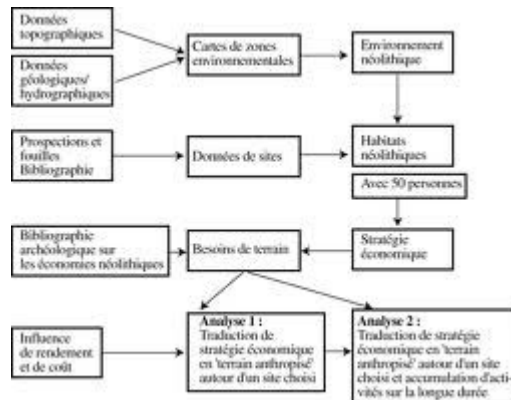 Données
topographiques
Cartes de zones
environnementales
Environnement
néolithique
Données
géologiques/
hydrographiques
Prospections et
fouilles
Bibliographie
Données de sites
Habitats
néolithiques
Avec 50 personnes
Bibliographie
archéologique sur
les économies néolithiques
Besoins de terrain
Stratégie
économique
Influence
de rendement
et de coût
Analyse 1 :
Traduction de
stratégie économique
en 'terrain anthropisé'
autour d'un site choisi
Analyse 2 :
Traduction de stratégie
économique en 'terrain
anthropisé' autour d'un site
choisi et accumulation d'acti-
vités sur la longue durée